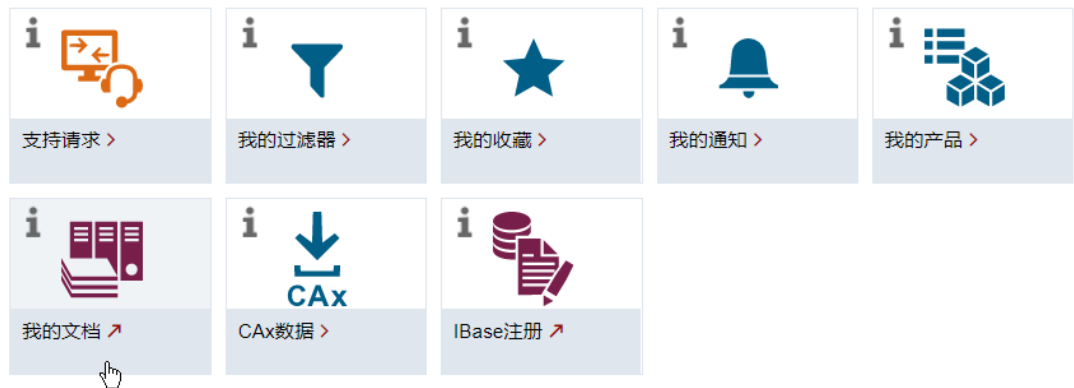 支持请求
我的过滤器
我的收藏
我的通知
我的产品
CAx
我的文档
CAx数据
IBase注册